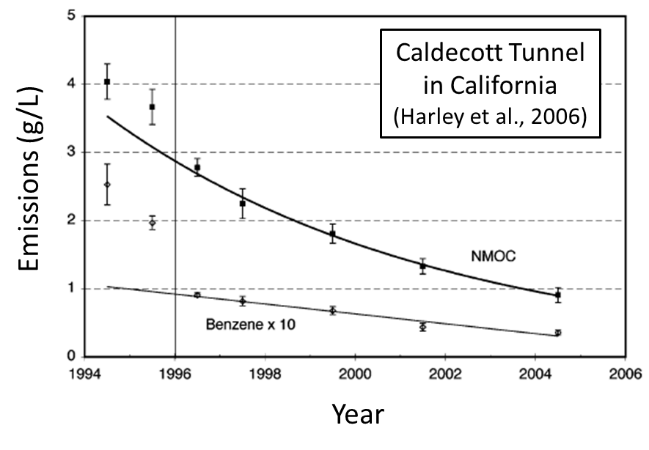 5
4
3
2
1
0
Emissions (g/L)
Caldecott Tunnel
in California
(Harley et al., 2006)
NMOC
Benzene x 10
1994 1996 1998 2000 2002 2004 2006
Year